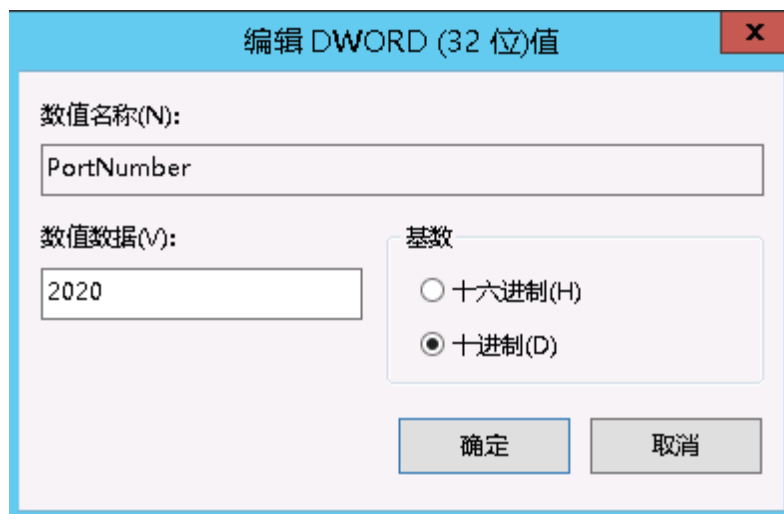 编辑 DWORD (32 位)值
x
数值名称(N):
PortNumber
数值数据(V):
2020
基数
十六进制(H)
十进制(D)
确定
取消